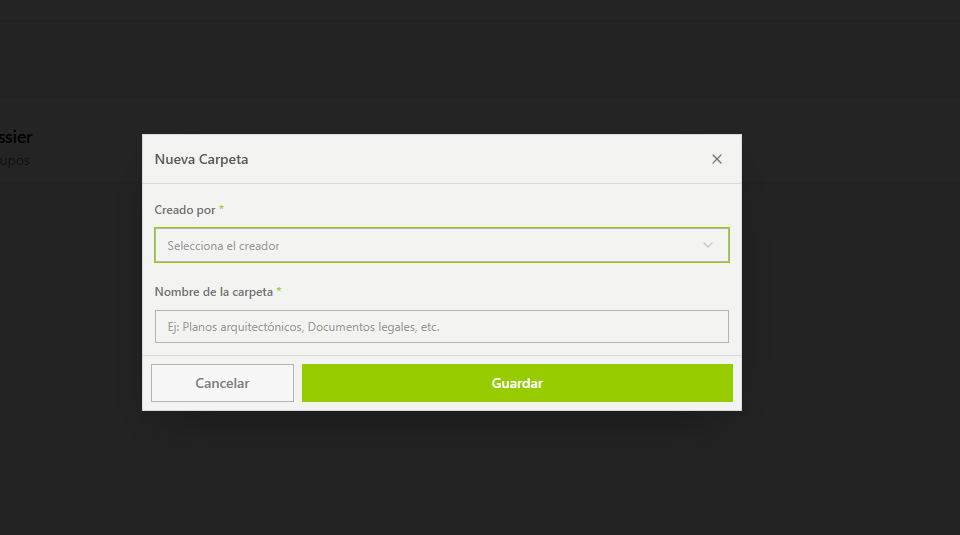 ssier
upos
Nueva Carpeta
Creado por *
Selecciona el creador
Nombre de la carpeta *
Ej: Planos arquitectónicos, Documentos legales, etc.
Cancelar
Guardar